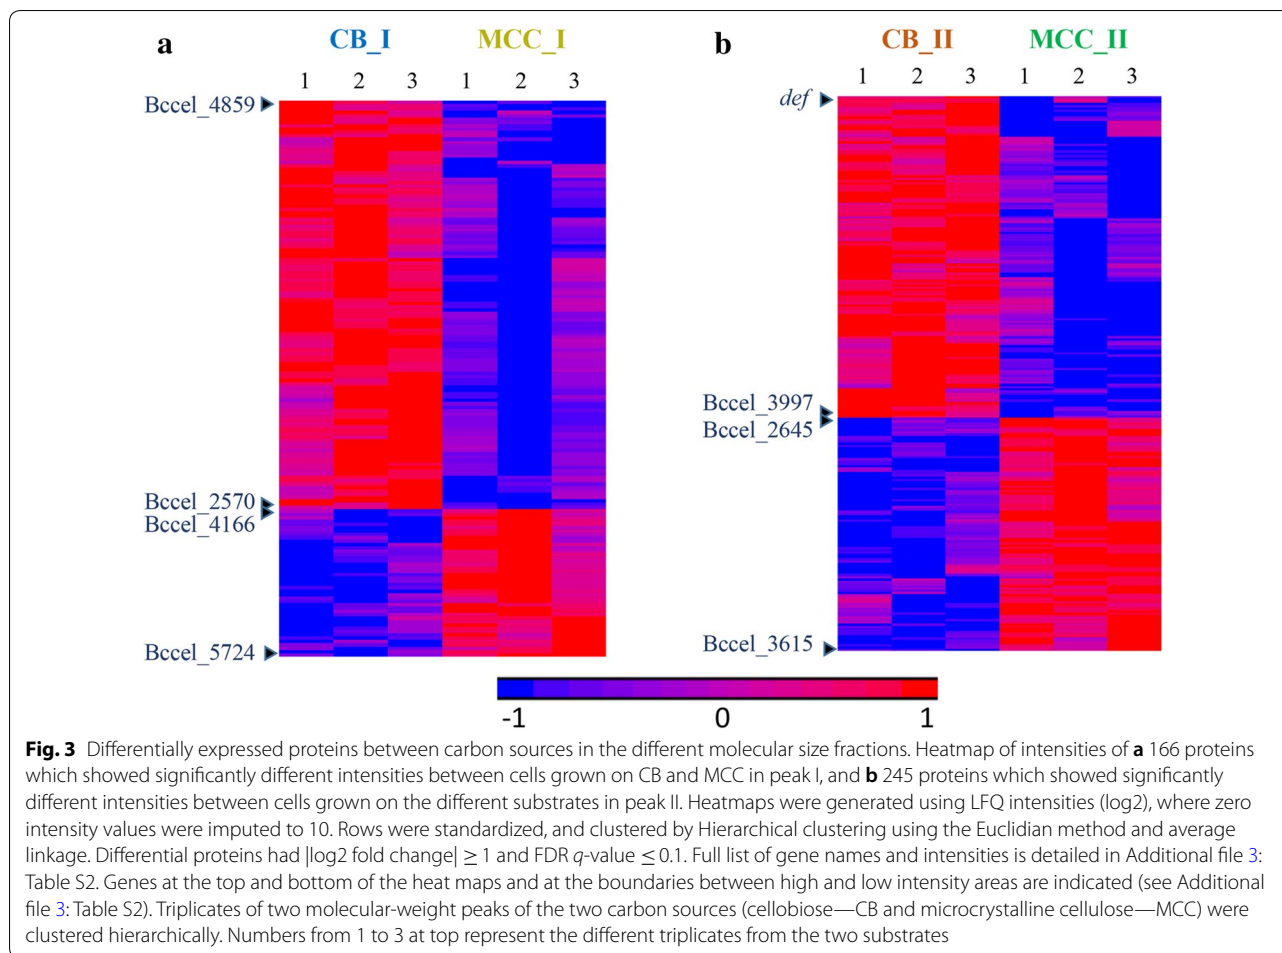 a
CB_I
MCC_I
1 2 3 1 2 3
Bccel_4859
Bccel_2570
Bccel_4166
Bccel_5724
b
CB_II
MCC_II
1 2 3 1 2 3
def
Bccel_3997
Bccel_2645
Bccel_3615
-1 0 1
Fig. 3 Differentially expressed proteins between carbon sources in the different molecular size fractions. Heatmap of intensities of a 166 proteins
which showed significantly different intensities between cells grown on CB and MCC in peak I, and b 245 proteins which showed significantly
different intensities between cells grown on the different substrates in peak II. Heatmaps were generated using LFQ intensities (log2), where zero
intensity values were imputed to 10. Rows were standardized, and clustered by Hierarchical clustering using the Euclidian method and average
linkage. Differential proteins had |log2 fold change| ≥ 1 and FDR q-value ≤ 0.1. Full list of gene names and intensities is detailed in Additional file 3:
Table S2. Genes at the top and bottom of the heat maps and at the boundaries between high and low intensity areas are indicated (see Additional
file 3: Table S2). Triplicates of two molecular-weight peaks of the two carbon sources (cellobiose—CB and microcrystalline cellulose—MCC) were
clustered hierarchically. Numbers from 1 to 3 at top represent the different triplicates from the two substrates